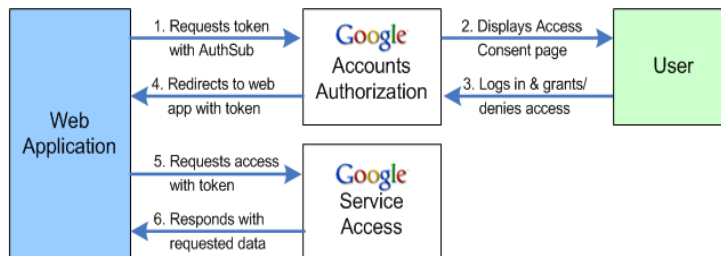 1. Requests token
with AuthSub
Google
Accounts
Authorization
2. Displays Access
Consent page
User
3. Logs in & grants/
denies access
4. Redirects to web
app with token
Web
Application
5. Requests access
with token
Google
Service
Access
6. Responds with
requested data